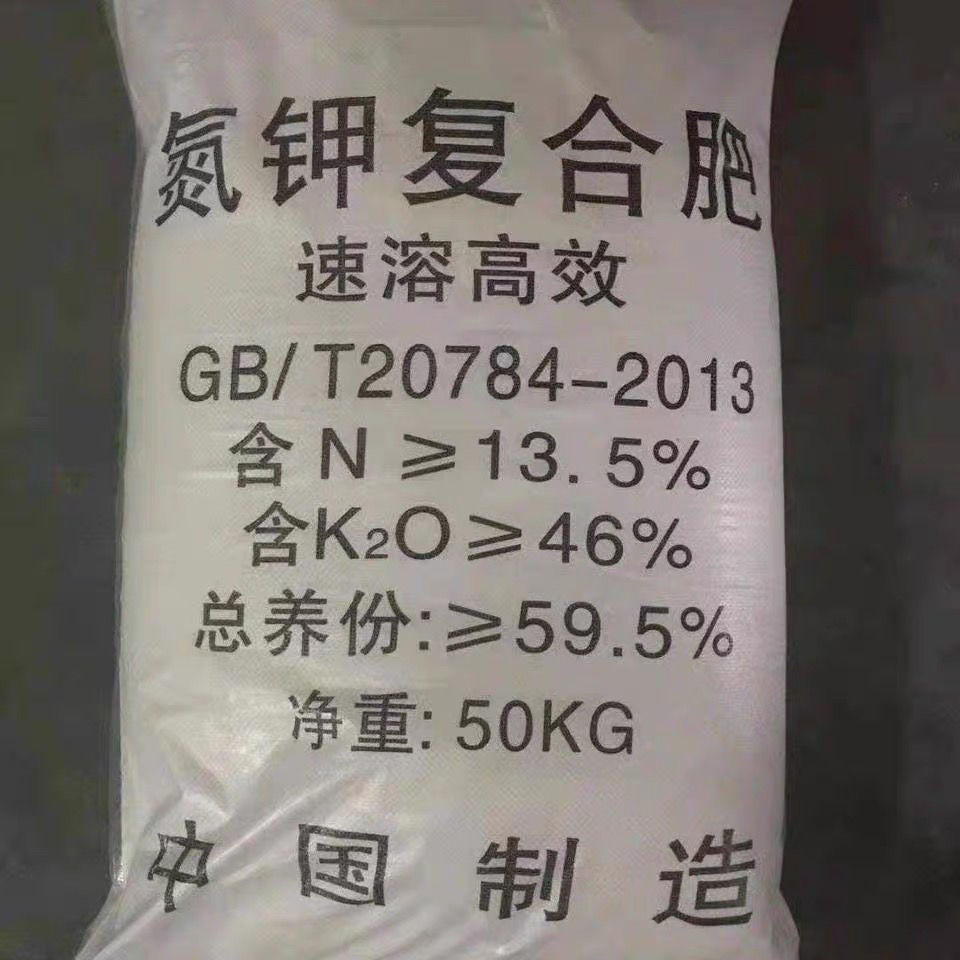 氮钾复合肥
速溶高效
GB/T20784-2013
含N≥13.5%
含K₂O≥46%
总养份:≥59.5%
净重:50KG
中国制造